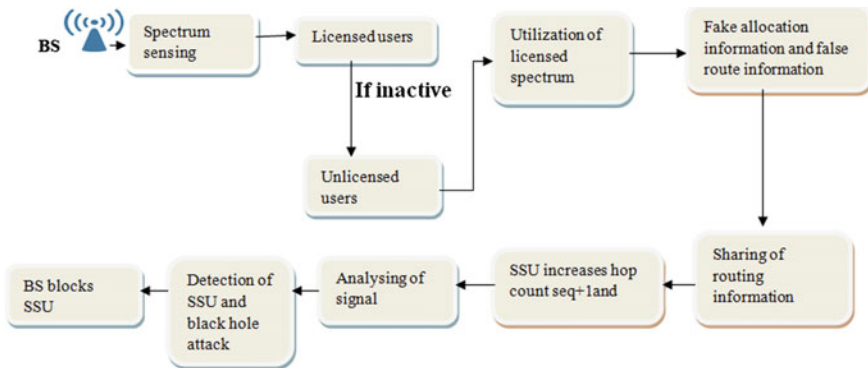 BS
Spectrum
sensing
Licensed users
If inactive
Unlicensed
users
Utilization of
licensed
spectrum
Fake allocation
information and false
route information
Sharing of
routing
information
SSU increases hop
count seq+1and
Analysing of
signal
Detection of
SSU and
black hole
attack
BS blocks
SSU